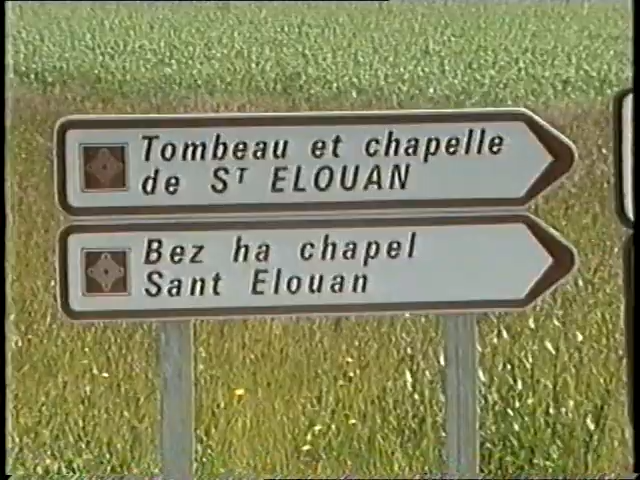 Tombeau et chapelle
de Sᵀ ELOUAN
Bez ha chapel
Sant Elouan